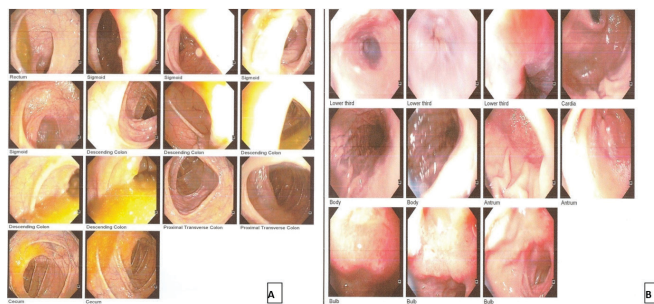 Rectum Sigmoid Sigmoid Sigmoid
Sigmoid Descending Colon Descending Colon Descending Colon
Descending Colon Descending Colon Proximal Transverse Colon Proximal Transverse Colon
Cecum Cecum
A
Lower third Lower third Lower third Cardia
Body Body Antrum Antrum
Bulb Bulb Bulb
B